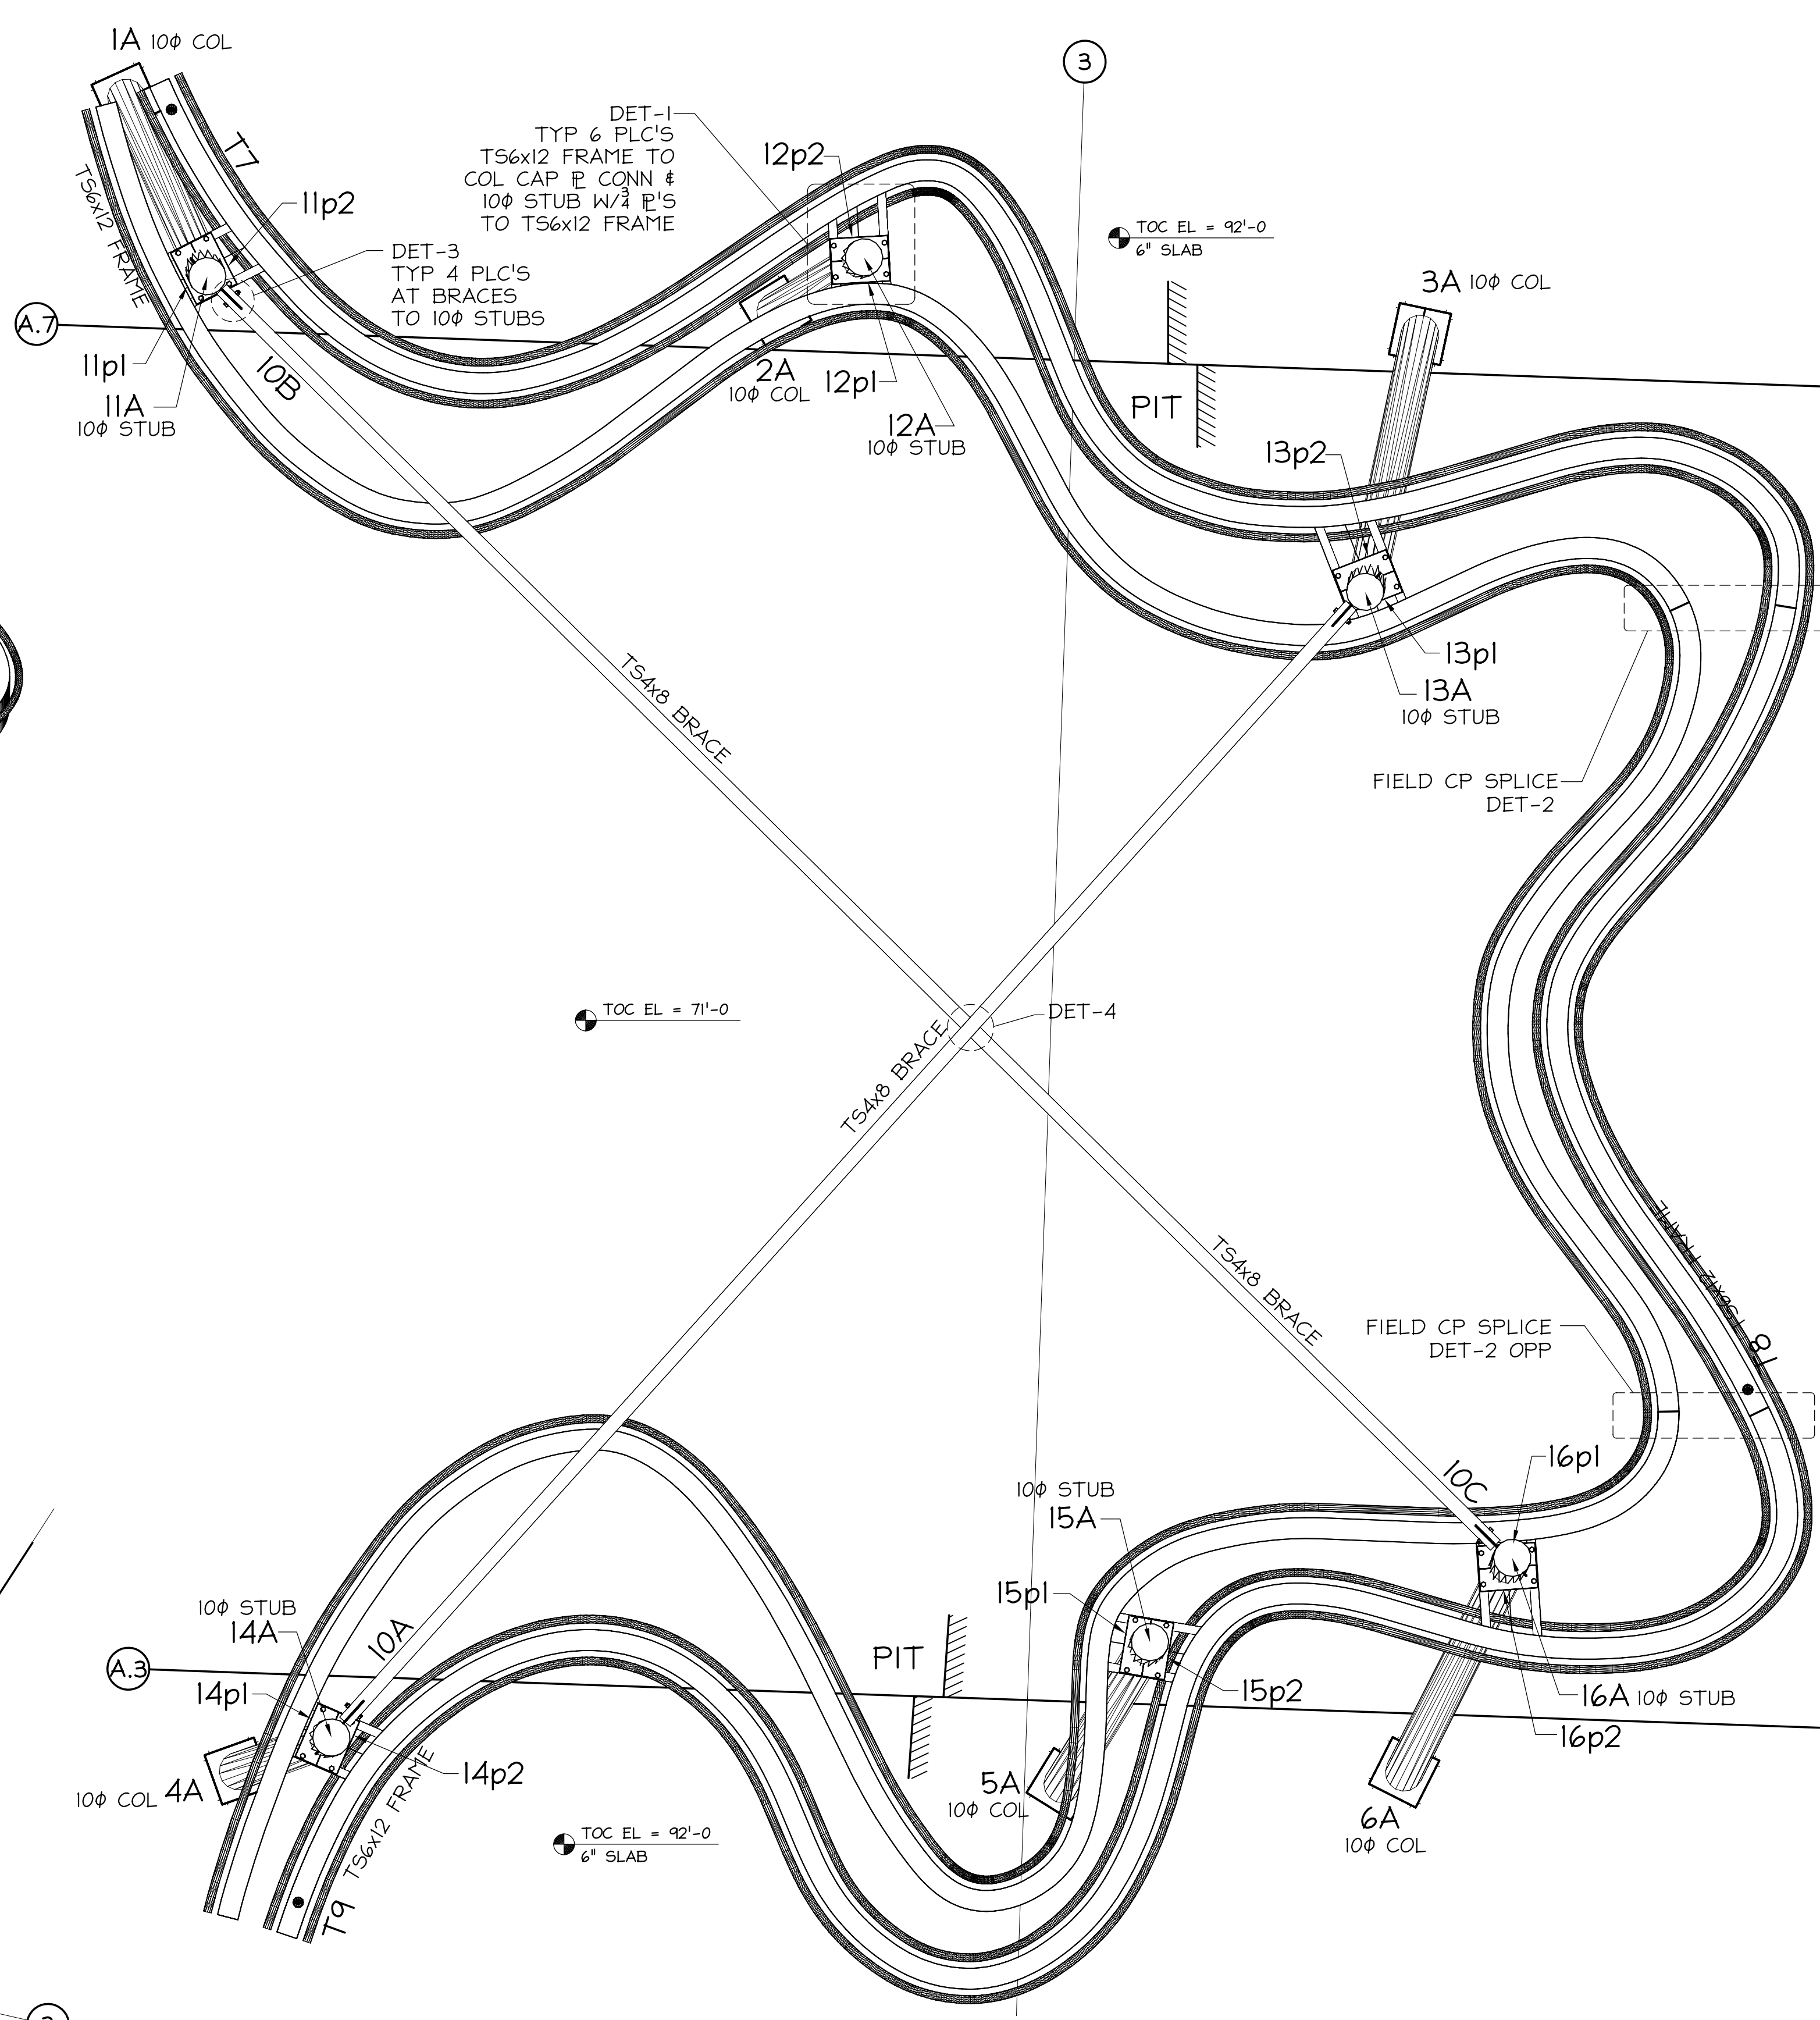 1A 10ϕ COL
3
T7
TS6x12 FRAME
DET-1
TYP 6 PLC'S
TS6x12 FRAME TO
COL CAP ℙL CONN ¢
10ϕ STUB W/¾ ℙL'S
TO TS6x12 FRAME
12p2
11p2
DET-3
TYP 4 PLC'S
AT BRACES
TO 10ϕ STUBS
TOC EL = 92'-0
6" SLAB
3A 10ϕ COL
A.7
11p1
11A
10ϕ STUB
10B
2A
10ϕ COL
12p1
12A
10ϕ STUB
PIT
13p2
13p1
13A
10ϕ STUB
TS4x8 BRACE
FIELD CP SPLICE
DET-2
TOC EL = 71'-0
DET-4
TS4x8 BRACE
TS4x8 BRACE
TS6x12 FRAME
T8
FIELD CP SPLICE
DET-2 OPP
16p1
10C
10ϕ STUB
15A
15p1
10ϕ STUB
14A
10A
PIT
A.3
14p1
15p2
16A 10ϕ STUB
16p2
14p2
10ϕ COL 4A
5A
10ϕ COL
6A
10ϕ COL
TOC EL = 92'-0
6" SLAB
TS6x12 FRAME
T9